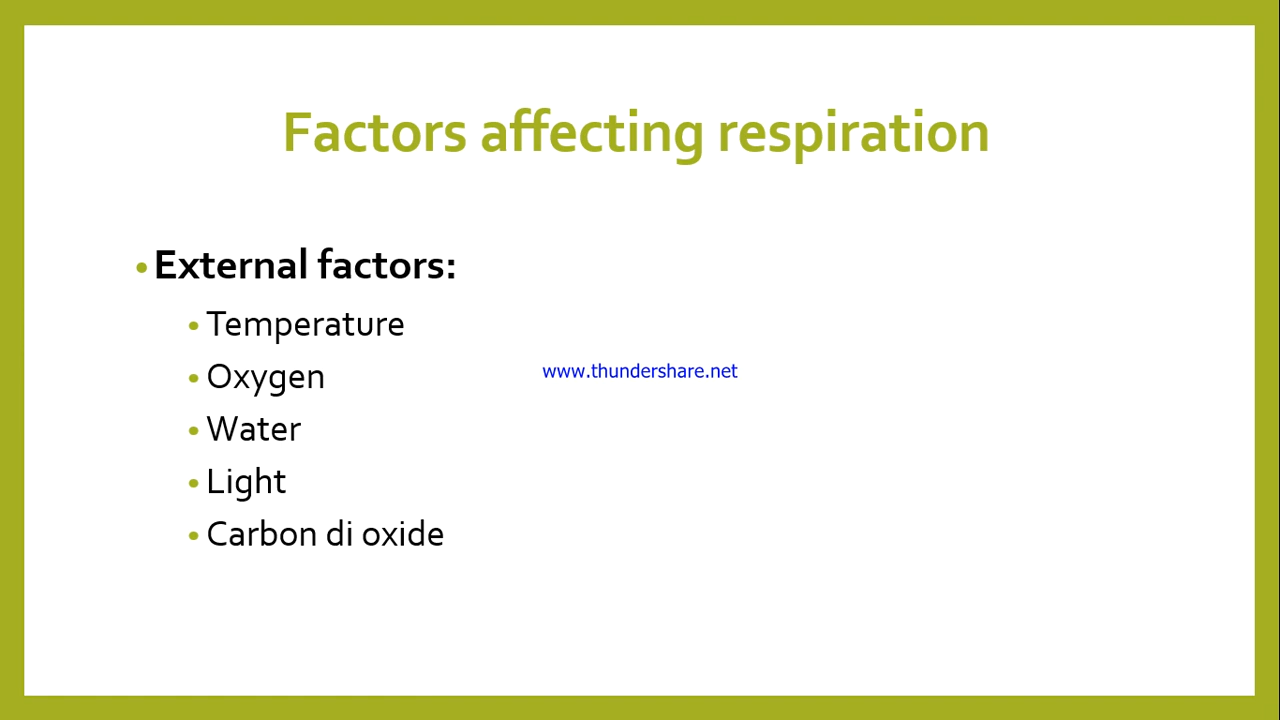 Factors affecting respiration
• External factors:
• Temperature
• Oxygen
www.thundershare.net
• Water
• Light
• Carbon di oxide